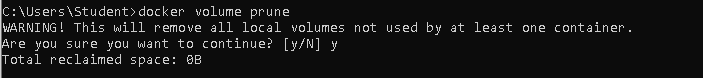 C:\Users\Student>docker volume prune
WARNING! This will remove all local volumes not used by at least one container.
Are you sure you want to continue? [y/N] y
Total reclaimed space: 0B